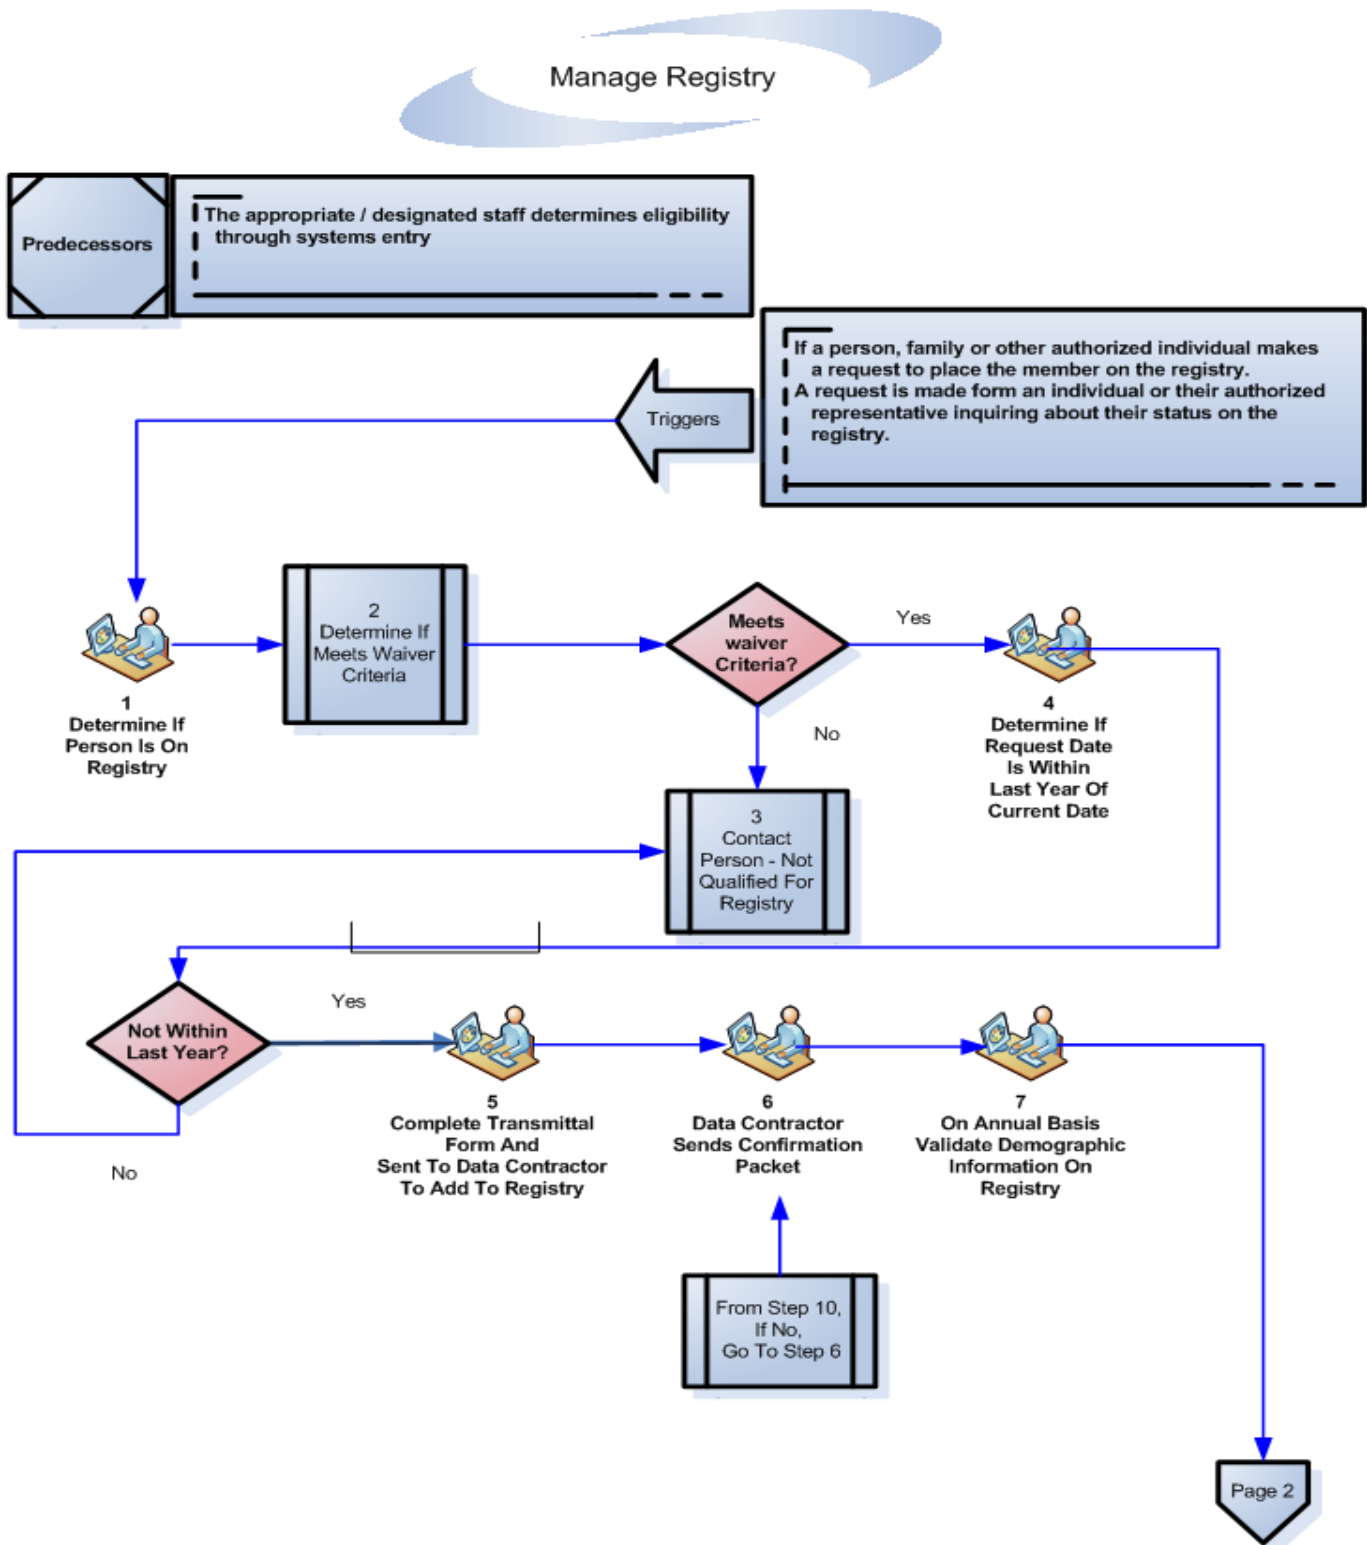 Manage Registry
Predecessors
The appropriate / designated staff determines eligibility
through systems entry
If a person, family or other authorized individual makes
a request to place the member on the registry.
A request is made form an individual or their authorized
representative inquiring about their status on the
registry.
Triggers
1
Determine If
Person Is On
Registry
2
Determine If
Meets Waiver
Criteria
Meets
waiver
Criteria?
Yes
No
4
Determine If
Request Date
Is Within
Last Year Of
Current Date
3
Contact
Person - Not
Qualified For
Registry
Not Within
Last Year?
Yes
No
5
Complete Transmittal
Form And
Sent To Data Contractor
To Add To Registry
6
Data Contractor
Sends Confirmation
Packet
7
On Annual Basis
Validate Demographic
Information On
Registry
From Step 10,
If No,
Go To Step 6
Page 2